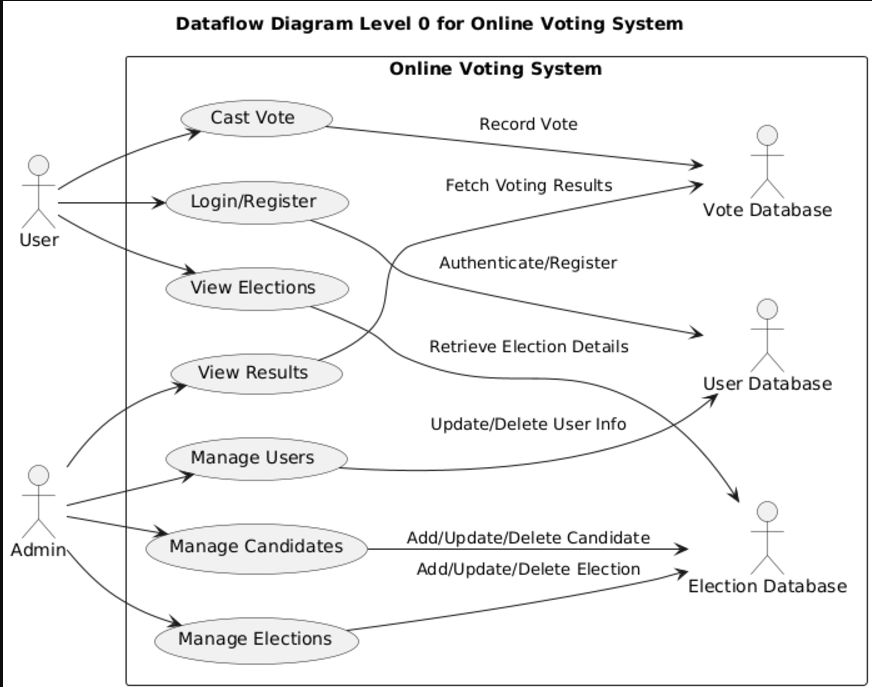 Dataflow Diagram Level 0 for Online Voting System
Online Voting System
Cast Vote
Record Vote
Fetch Voting Results
Login/Register
Vote Database
User
Authenticate/Register
View Elections
Retrieve Election Details
View Results
User Database
Update/Delete User Info
Manage Users
Add/Update/Delete Candidate
Manage Candidates
Admin
Add/Update/Delete Election
Election Database
Manage Elections